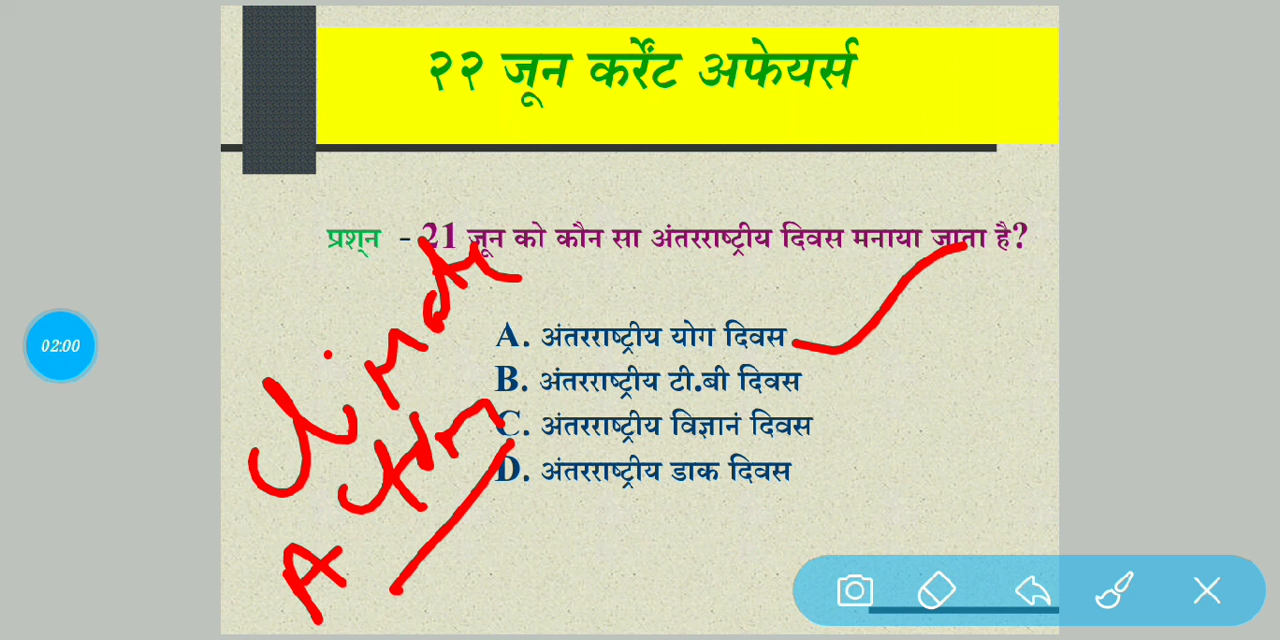 २२ जून करेंट अफेयर्स
प्रश्न - 21 जून को कौन सा अंतरराष्ट्रीय दिवस मनाया जाता है?
A. अंतरराष्ट्रीय योग दिवस
B. अंतरराष्ट्रीय टी.बी दिवस
C. अंतरराष्ट्रीय विज्ञानं दिवस
D. अंतरराष्ट्रीय डाक दिवस
02:00